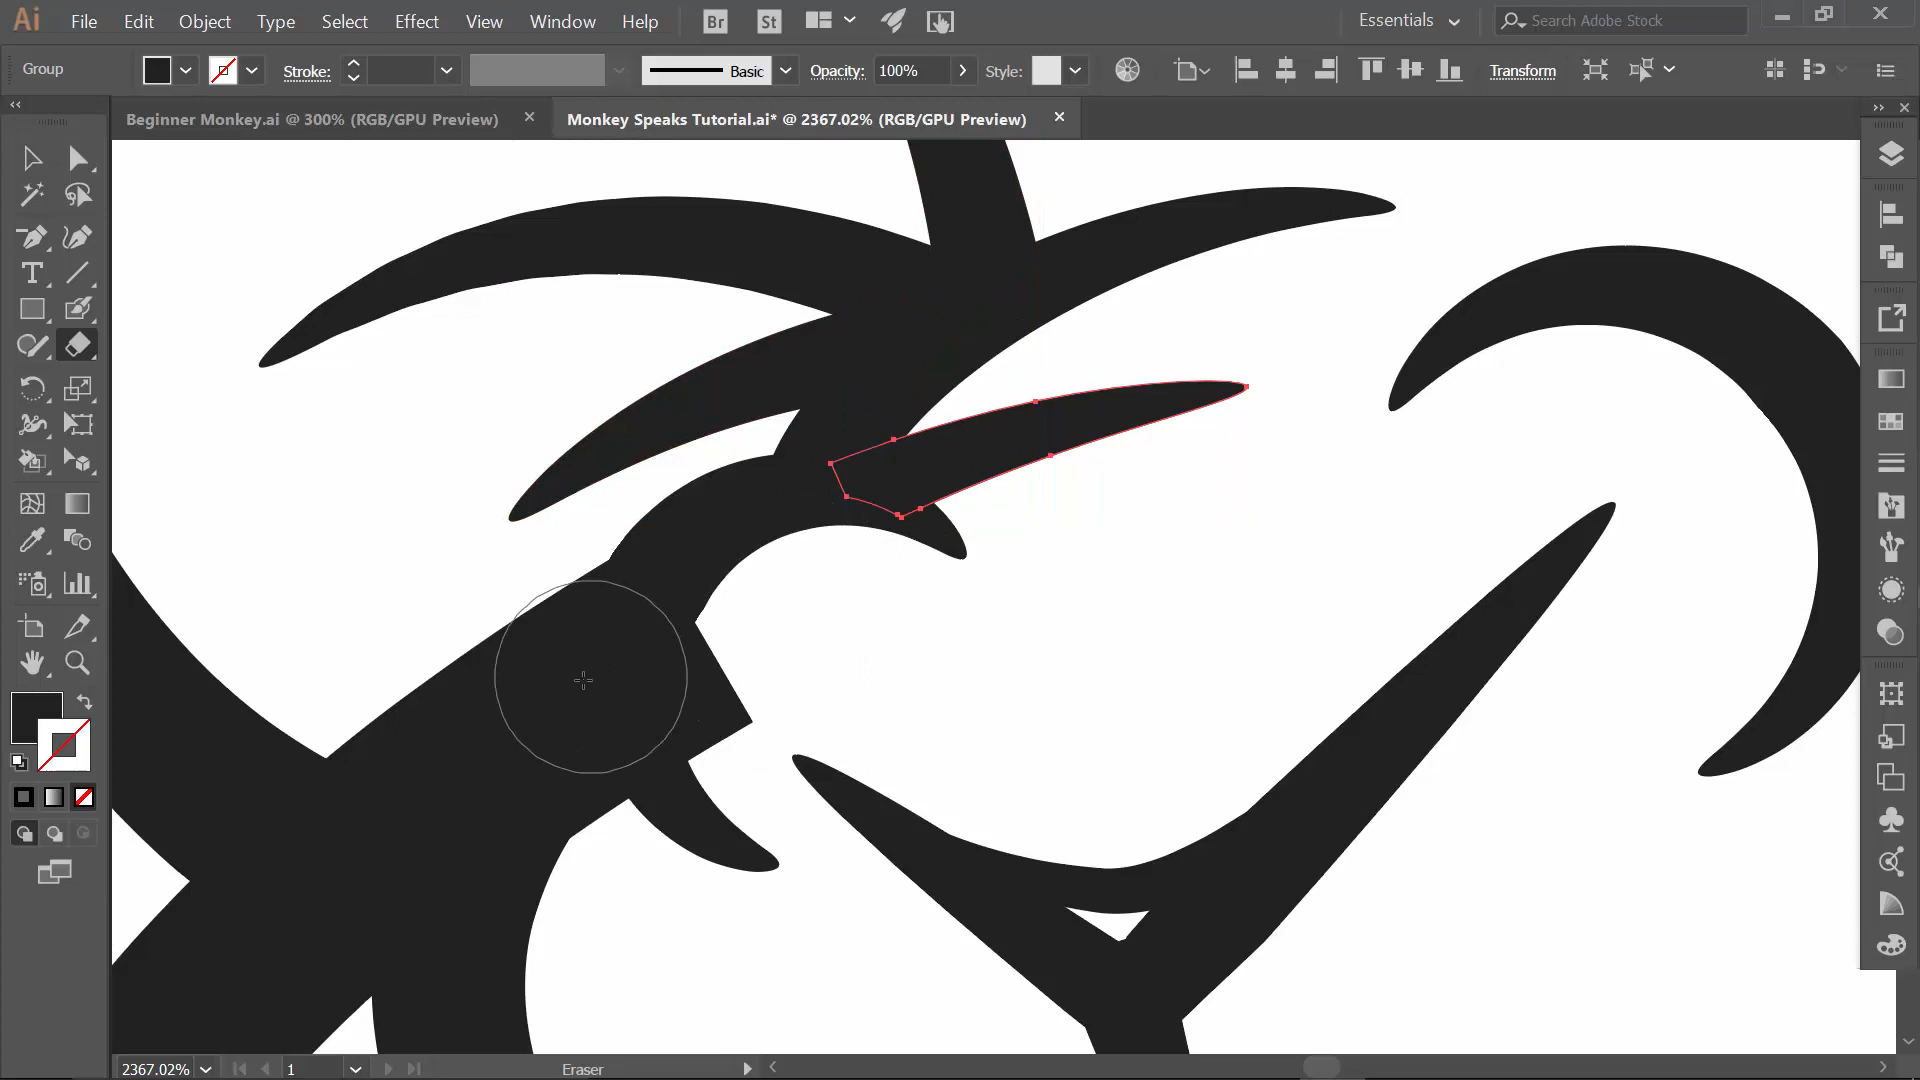 Ai File Edit Object Type Select Effect View Window Help Br St Essentials Search Adobe Stock
Group Stroke: Basic Opacity: 100% Style: Transform
Beginner Monkey.ai @ 300% (RGB/GPU Preview) Monkey Speaks Tutorial.ai* @ 2367.02% (RGB/GPU Preview)
2367.02% 1 Eraser